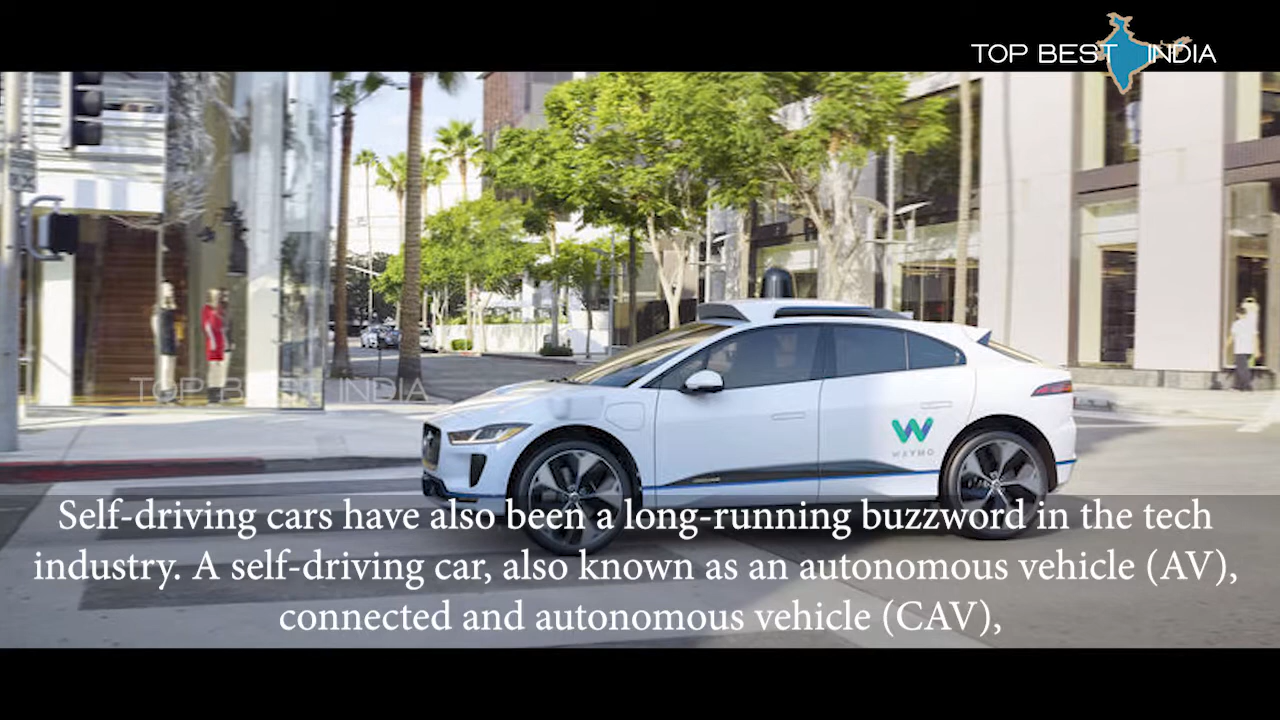 TOP BEST INDIA
TOP BEST INDIA
WAYMO
Self-driving cars have also been a long-running buzzword in the tech
industry. A self-driving car, also known as an autonomous vehicle (AV),
connected and autonomous vehicle (CAV),